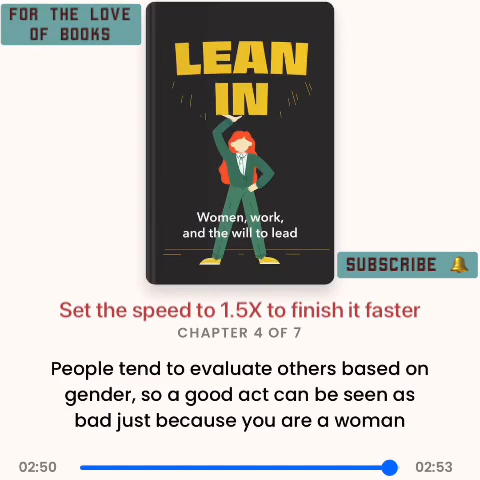 FOR THE LOVE
OF BOOKS
LEAN
IN
Women, work,
and the will to lead
SUBSCRIBE 🔔
Set the speed to 1.5X to finish it faster
CHAPTER 4 OF 7
People tend to evaluate others based on
gender, so a good act can be seen as
bad just because you are a woman
02:50 02:53